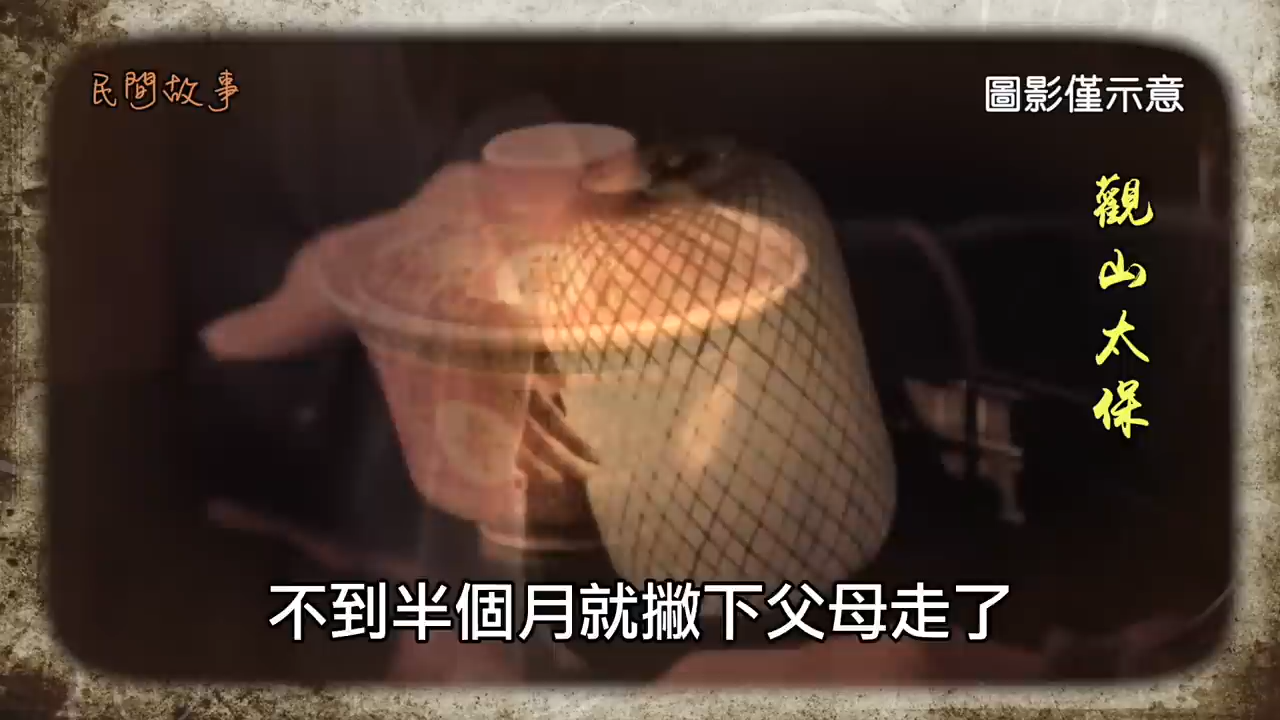 民間故事
圖影僅示意
觀山太保
不到半個月就撇下父母走了